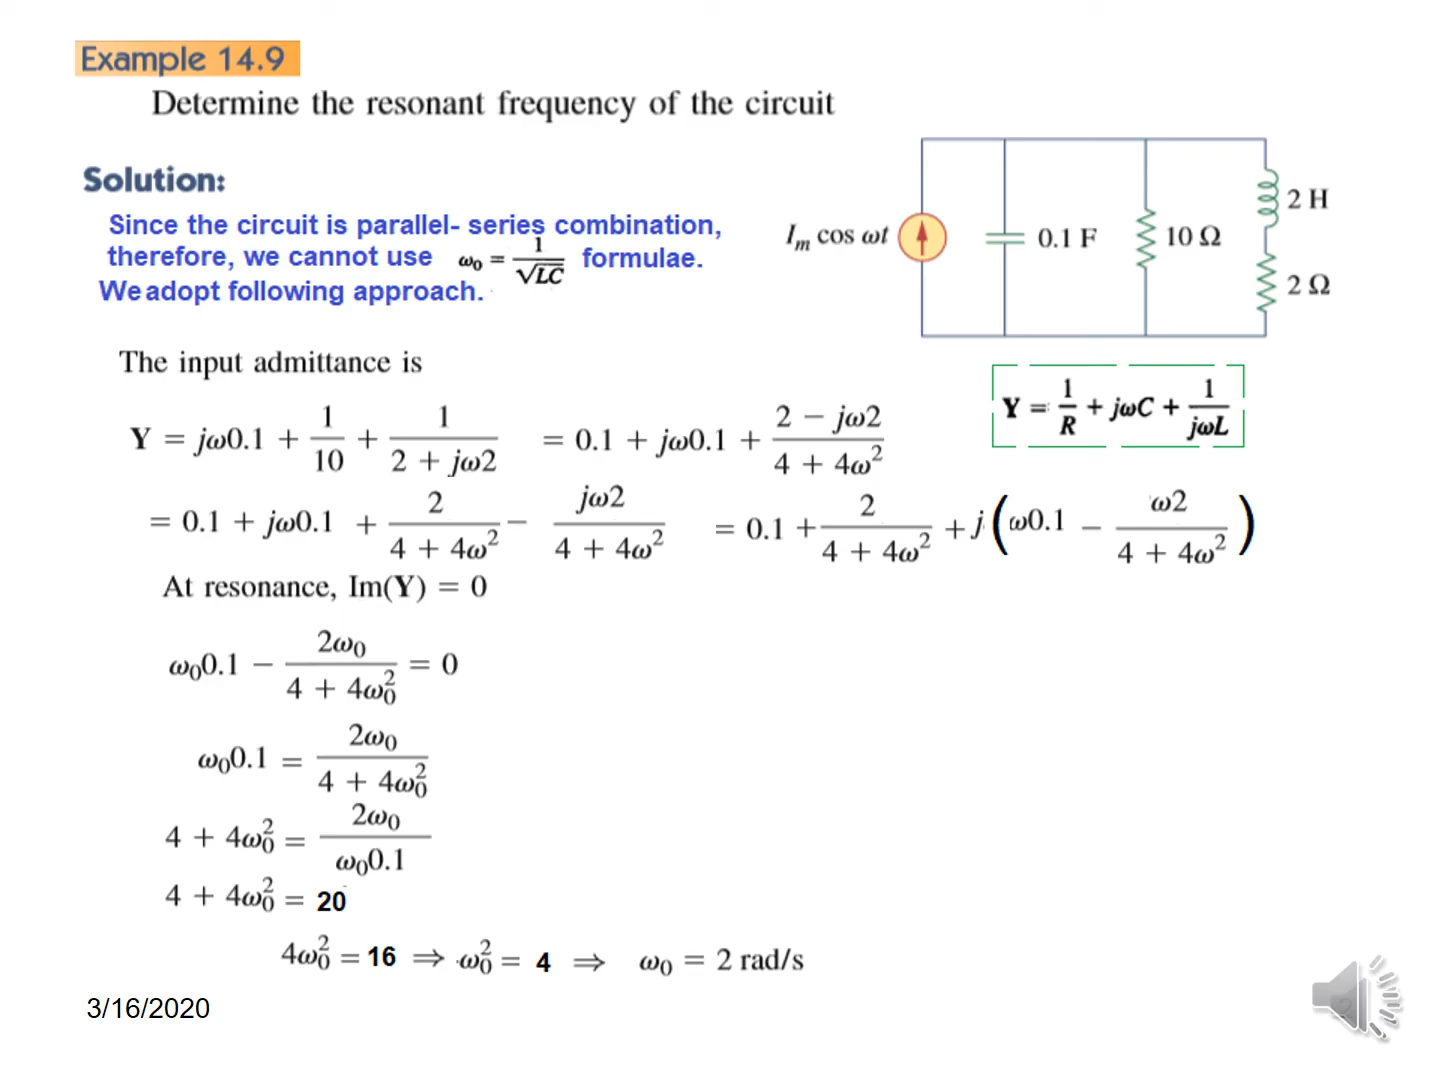 Example 14.9
Determine the resonant frequency of the circuit
Solution:
Since the circuit is parallel- series combination,
therefore, we cannot use ω₀ = 1/√LC formulae.
We adopt following approach.
Iₘ cos ωt
0.1 F
10 Ω
2 H
2 Ω
The input admittance is
Y = 1/R + jωC + 1/jωL
Y = jω0.1 + 1/10 + 1/(2 + jω2) = 0.1 + jω0.1 + (2 − jω2)/(4 + 4ω²)
= 0.1 + jω0.1 + 2/(4 + 4ω²) − jω2/(4 + 4ω²) = 0.1 + 2/(4 + 4ω²) + j(ω0.1 − ω2/(4 + 4ω²))
At resonance, Im(Y) = 0
ω₀0.1 − 2ω₀/(4 + 4ω₀²) = 0
ω₀0.1 = 2ω₀/(4 + 4ω₀²)
4 + 4ω₀² = 2ω₀/ω₀0.1
4 + 4ω₀² = 20
4ω₀² = 16 ⇒ ω₀² = 4 ⇒ ω₀ = 2 rad/s
3/16/2020
2